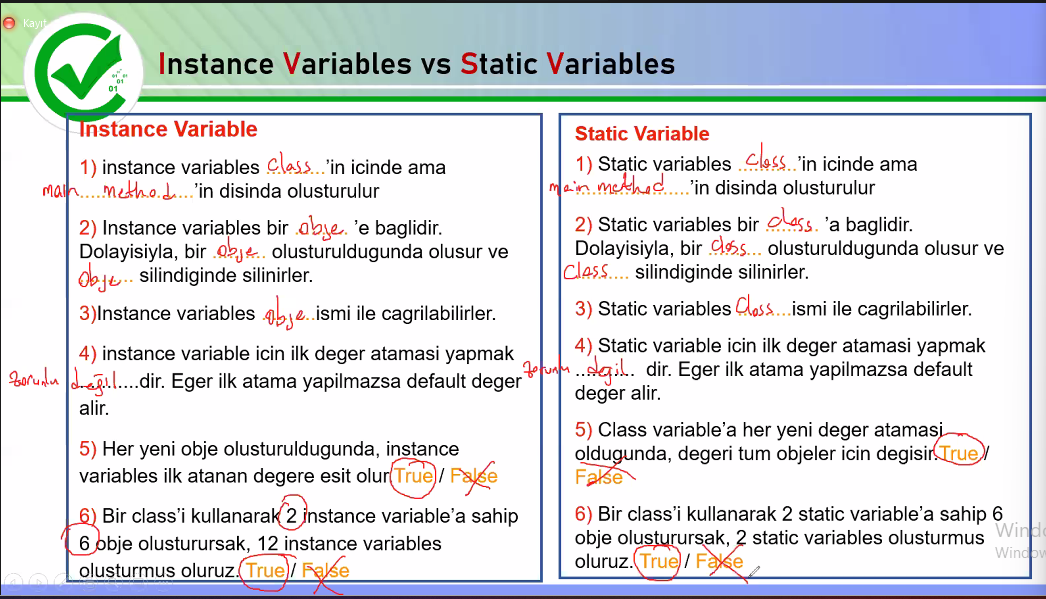 Kayıt
Instance Variables vs Static Variables
01
01
01
Instance Variable
1) instance variables class 'in icinde ama
main method 'in disinda olusturulur
2) Instance variables bir obje 'e baglidir.
Dolayisiyla, bir obje olusturuldugunda olusur ve
obje silindiginde silinirler.
3)Instance variables obje ismi ile cagrilabilirler.
4) instance variable icin ilk deger atamasi yapmak
zorunlu değil dir. Eger ilk atama yapilmazsa default deger
alir.
5) Her yeni obje olusturuldugunda, instance
variables ilk atanan degere esit olur. True / False
6) Bir class'i kullanarak 2 instance variable'a sahip
6 obje olusturursak, 12 instance variables
olusturmus oluruz. True / False
Static Variable
1) Static variables class 'in icinde ama
main method 'in disinda olusturulur
2) Static variables bir class 'a baglidir.
Dolayisiyla, bir class olusturuldugunda olusur ve
Class silindiginde silinirler.
3) Static variables Class ismi ile cagrilabilirler.
4) Static variable icin ilk deger atamasi yapmak
zorunlu degil dir. Eger ilk atama yapilmazsa default
deger alir.
5) Class variable'a her yeni deger atamasi
oldugunda, degeri tum objeler icin degisir. True /
False
6) Bir class'i kullanarak 2 static variable'a sahip 6
obje olusturursak, 2 static variables olusturmus
oluruz. True / False
Wind
Window